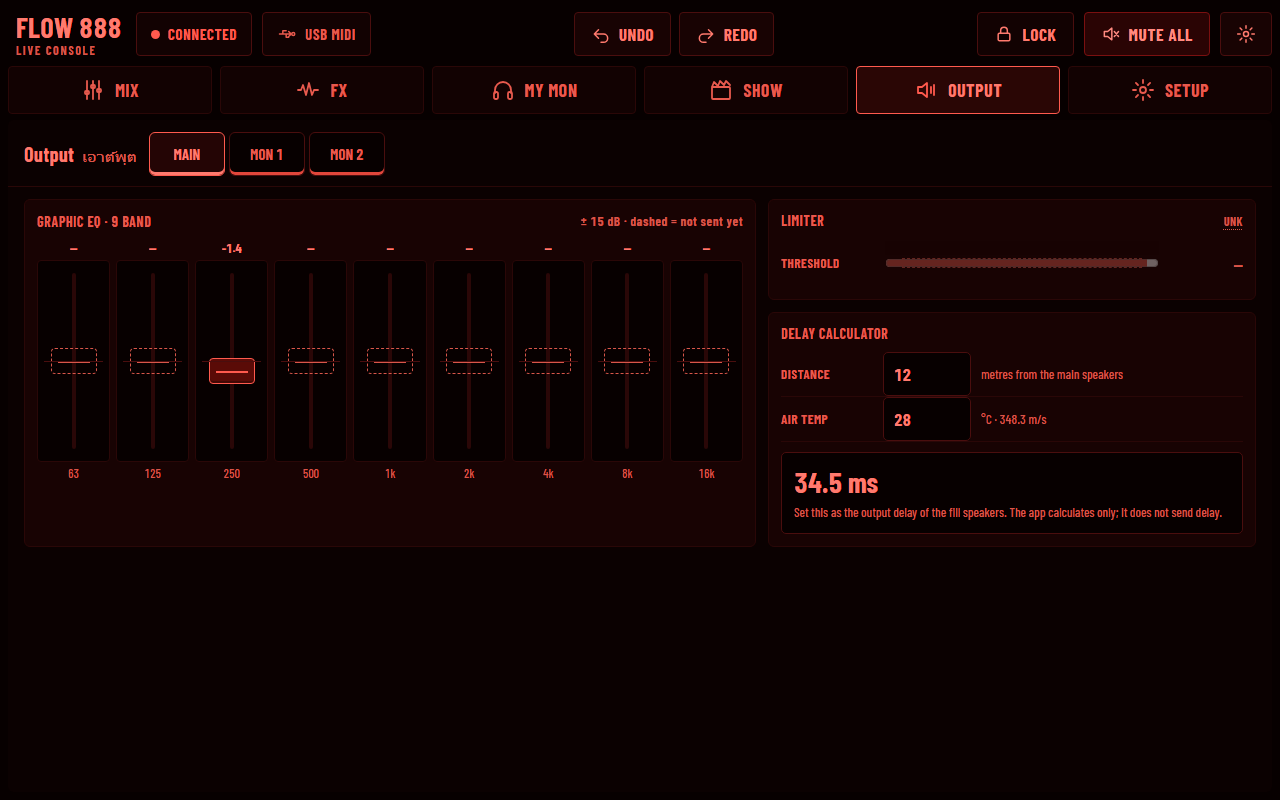 FLOW 888
LIVE CONSOLE
CONNECTED
USB MIDI
UNDO
REDO
LOCK
MUTE ALL
MIX
FX
MY MON
SHOW
OUTPUT
SETUP
Output เอาต์พุต
MAIN
MON 1
MON 2
GRAPHIC EQ · 9 BAND
± 15 dB · dashed = not sent yet
– – -1.4 – – – – – –
63 125 250 500 1k 2k 4k 8k 16k
LIMITER
UNK
THRESHOLD
–
DELAY CALCULATOR
DISTANCE
12
metres from the main speakers
AIR TEMP
28
°C · 348.3 m/s
34.5 ms
Set this as the output delay of the fill speakers. The app calculates only; it does not send delay.